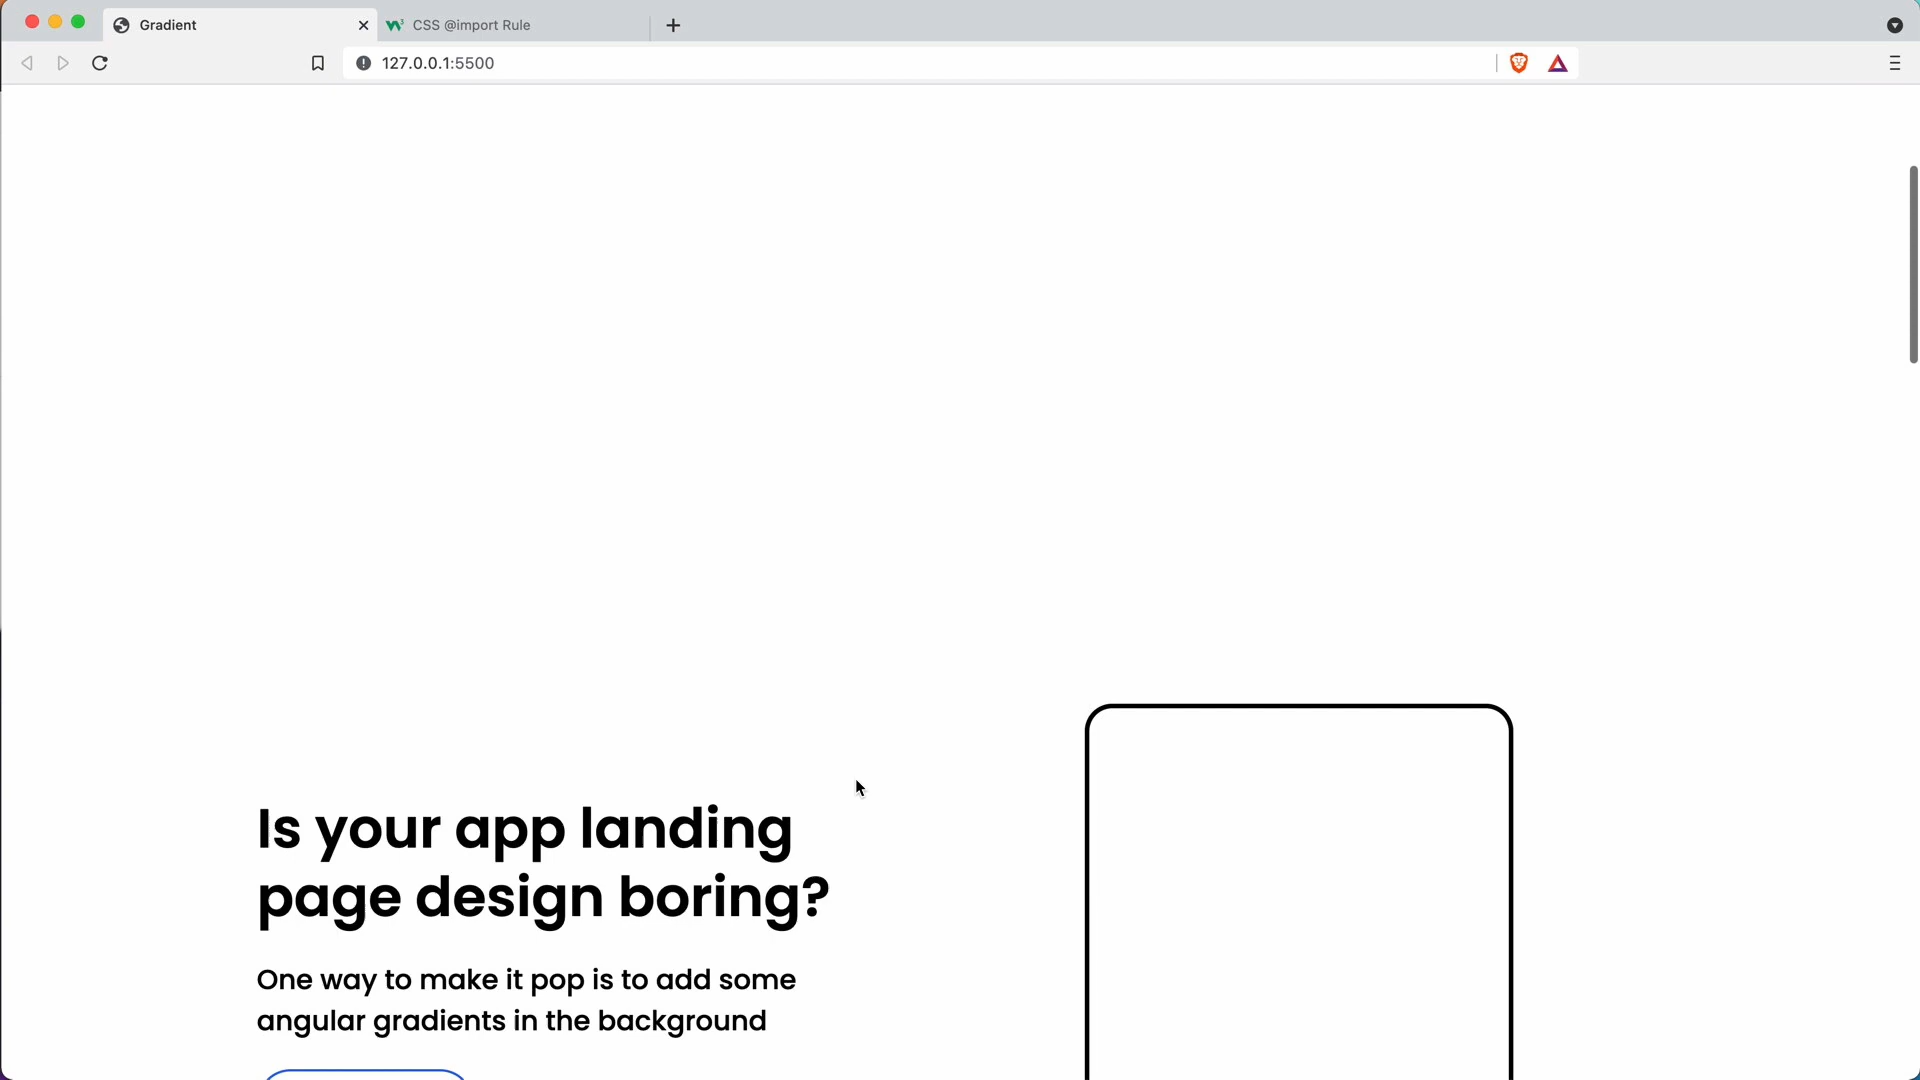 Gradient
CSS @import Rule
127.0.0.1:5500
Is your app landing
page design boring?
One way to make it pop is to add some
angular gradients in the background